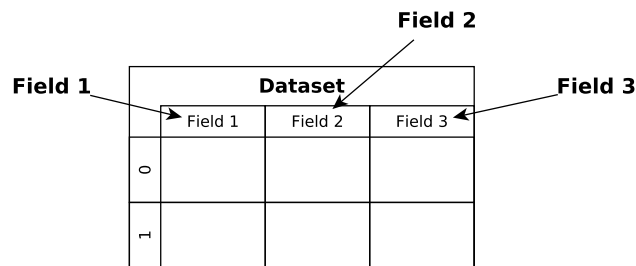 Field 2
Field 1
Dataset
Field 3
Field 1 Field 2 Field 3
0
1